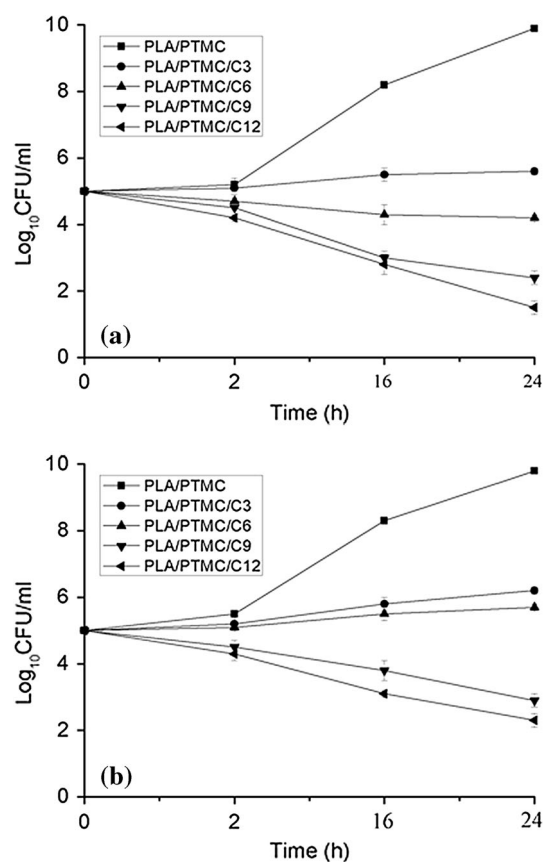 10
8
6
4
2
0
Log₁₀CFU/ml
PLA/PTMC
PLA/PTMC/C3
PLA/PTMC/C6
PLA/PTMC/C9
PLA/PTMC/C12
(a)
0 2 16 24
Time (h)
10
8
6
4
2
0
Log₁₀CFU/ml
PLA/PTMC
PLA/PTMC/C3
PLA/PTMC/C6
PLA/PTMC/C9
PLA/PTMC/C12
(b)
0 2 16 24
Time (h)